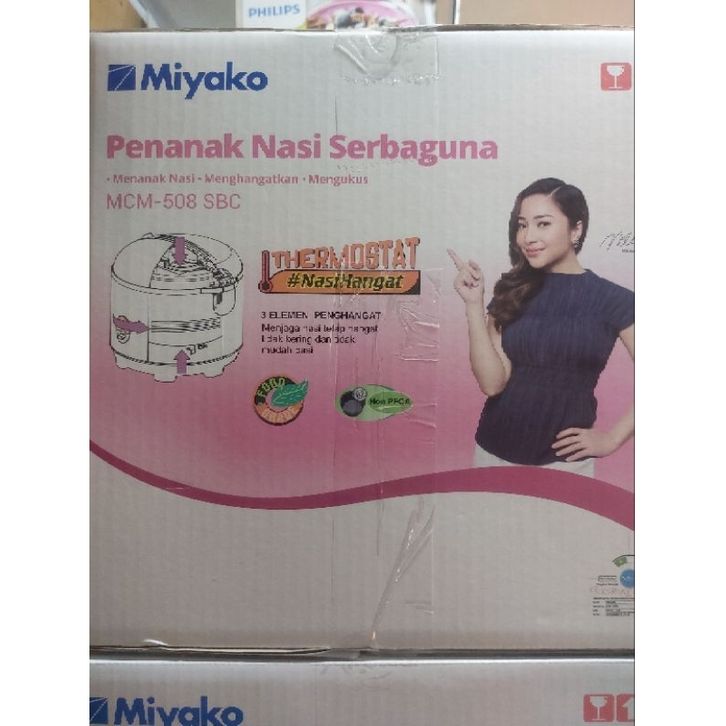 PHILIPS
Miyako
Penanak Nasi Serbaguna
• Menanak Nasi • Menghangatkan • Mengukus
MCM-508 SBC
THERMOSTAT
#NasiHangat
3 ELEMEN PENGHANGAT
Menjaga nasi tetap hangat
tidak kering dan tidak
mudah basi
FOOD
Non PFOA
Miyako